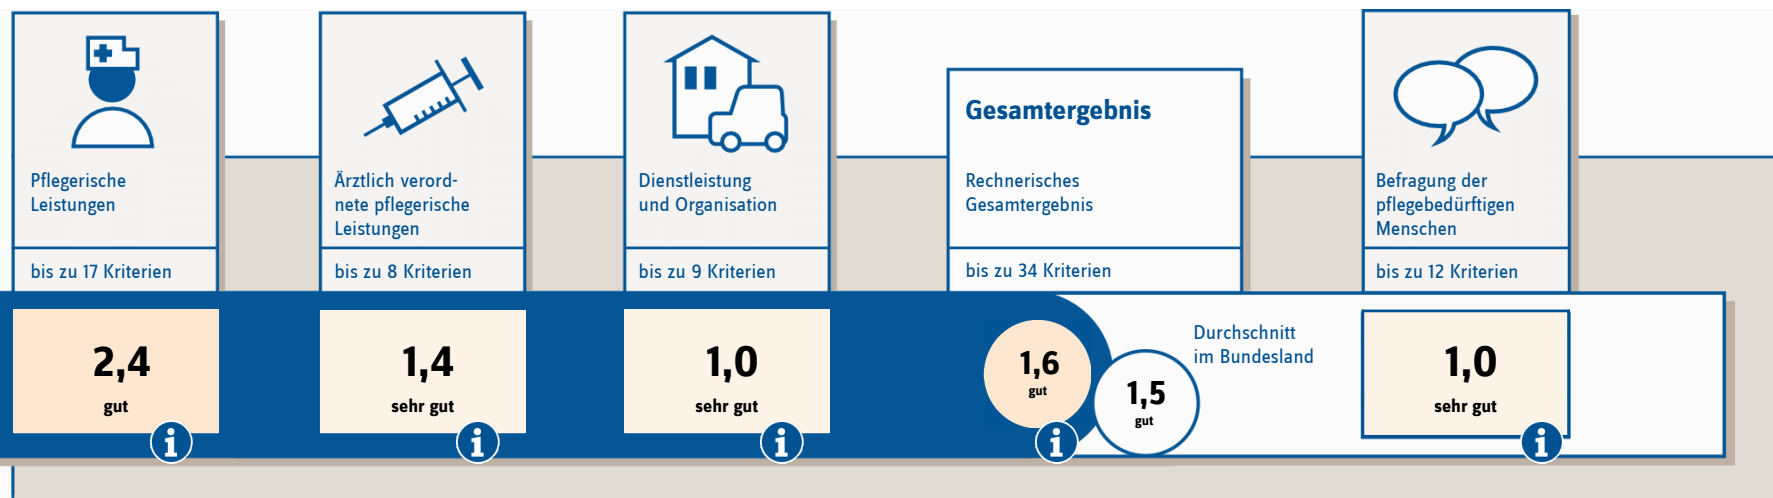 Pflegerische
Leistungen
bis zu 17 Kriterien
2,4
gut
i
Ärztlich verord-
nete pflegerische
Leistungen
bis zu 8 Kriterien
1,4
sehr gut
i
Dienstleistung
und Organisation
bis zu 9 Kriterien
1,0
sehr gut
i
Gesamtergebnis
Rechnerisches
Gesamtergebnis
bis zu 34 Kriterien
1,6
gut
i
1,5
gut
Durchschnitt
im Bundesland
Befragung der
pflegebedürftigen
Menschen
bis zu 12 Kriterien
1,0
sehr gut
i